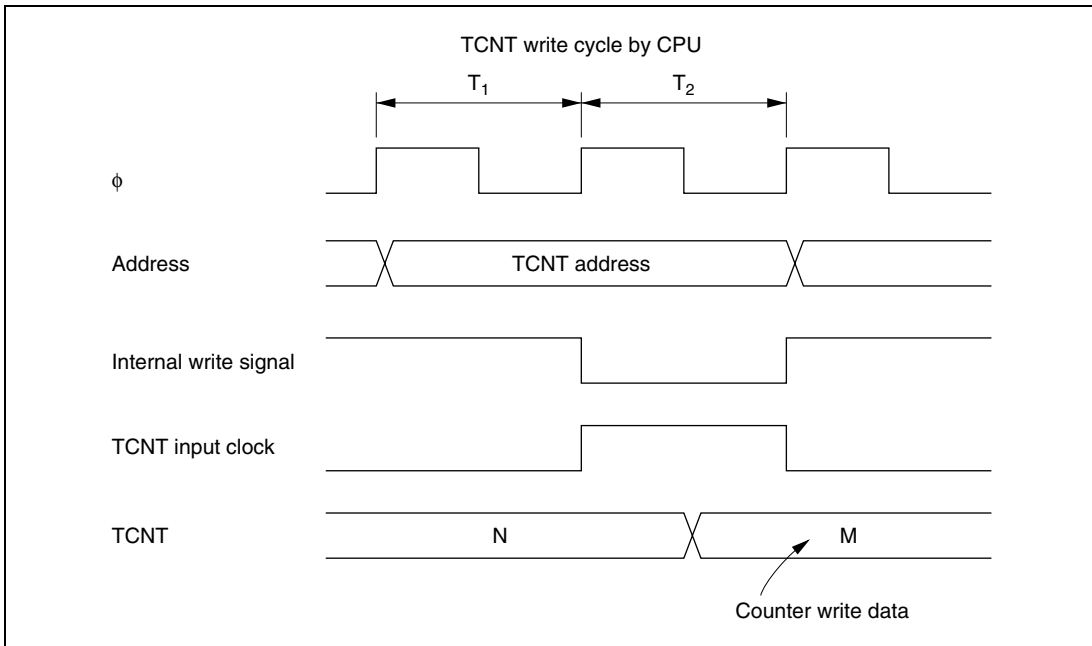 TCNT write cycle by CPU
T1 T2
ϕ
Address TCNT address
Internal write signal
TCNT input clock
TCNT N M
Counter write data